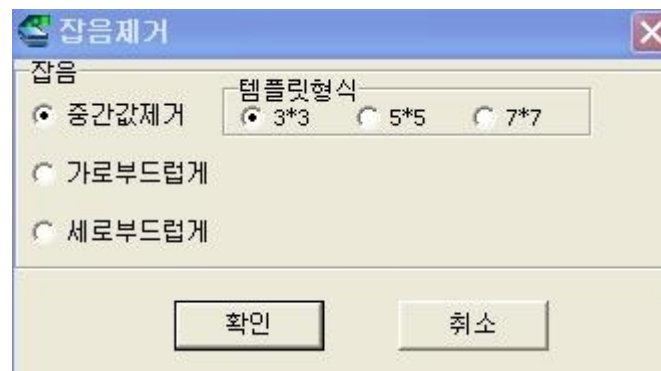 잡음제거
잡음
템플릿형식
중간값제거 3*3 5*5 7*7
가로부드럽게
세로부드럽게
확인 취소